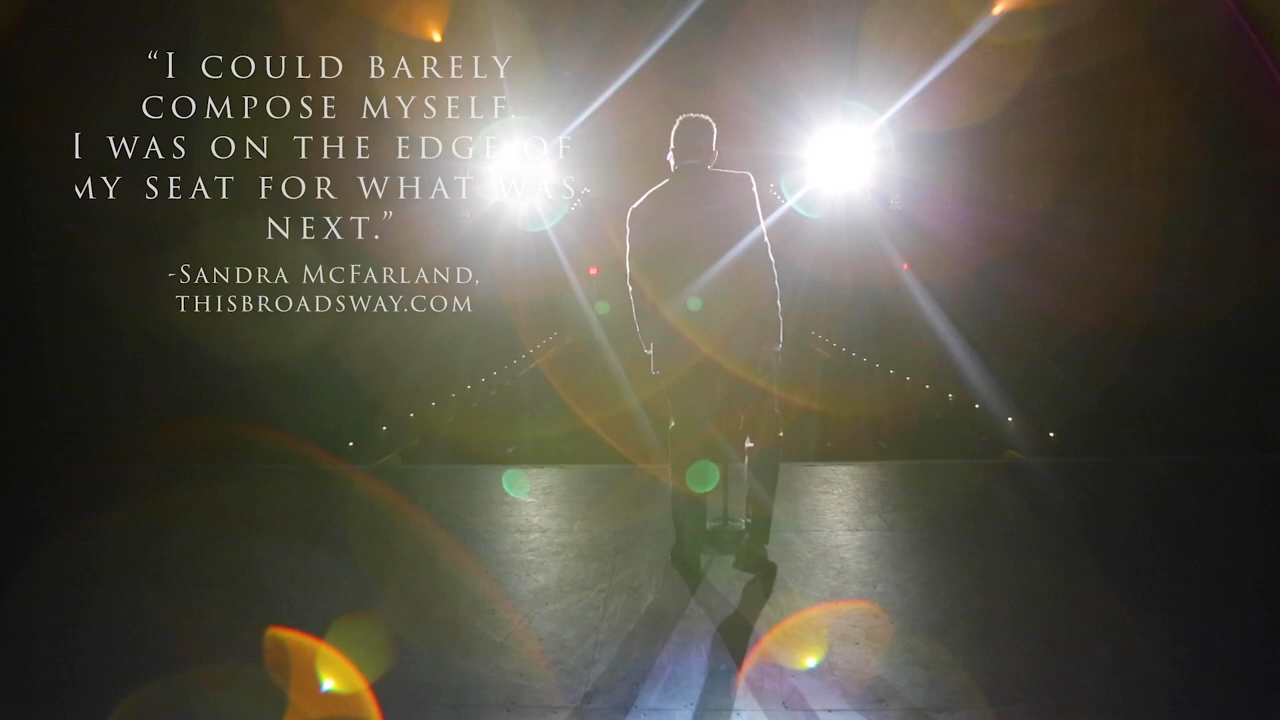 “I COULD BARELY
COMPOSE MYSELF.
I WAS ON THE EDGE OF
MY SEAT FOR WHAT WAS
NEXT.”
-SANDRA MCFARLAND,
THISBROADSWAY.COM